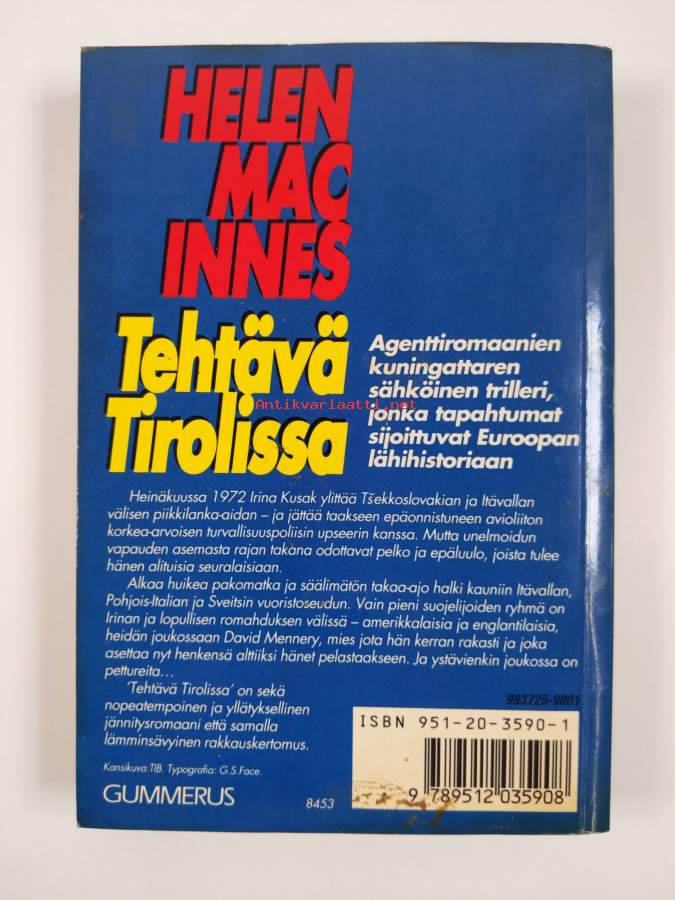 HELEN
MAC
INNES
Tehtävä
Tirolissa
Agenttiromaanien
kuningattaren
sähköinen trilleri,
jonka tapahtumat
sijoittuvat Euroopan
lähihistoriaan
Antikvariaatti.net
Heinäkuussa 1972 Irina Kusak ylittää Tšekkoslovakian ja Itävallan
välisen piikkilanka-aidan – ja jättää taakseen epäonnistuneen avioliiton
korkea-arvoisen turvallisuuspoliisin upseerin kanssa. Mutta unelmoidun
vapauden asemasta rajan takana odottavat pelko ja epäluulo, joista tulee
hänen alituisia seuralaisiaan.
Alkaa huikea pakomatka ja säälimätön takaa-ajo halki kauniin Itävallan,
Pohjois-Italian ja Sveitsin vuoristoseudun. Vain pieni suojelijoiden ryhmä on
Irinan ja lopullisen romahduksen välissä – amerikkalaisia ja englantilaisia,
heidän joukossaan David Mennery, mies jota hän kerran rakasti ja joka
asettaa nyt henkensä alttiiksi hänet pelastaakseen. Ja ystävienkin joukossa on
pettureita...
'Tehtävä Tirolissa' on sekä
nopeatempoinen ja yllätyksellinen
jännitysromaani että samalla
lämminsävyinen rakkauskertomus.
Kansikuva: TIB. Typografia: G.S.Face.
GUMMERUS
8453
993725-9001
ISBN 951-20-3590-1
9 789512 035908